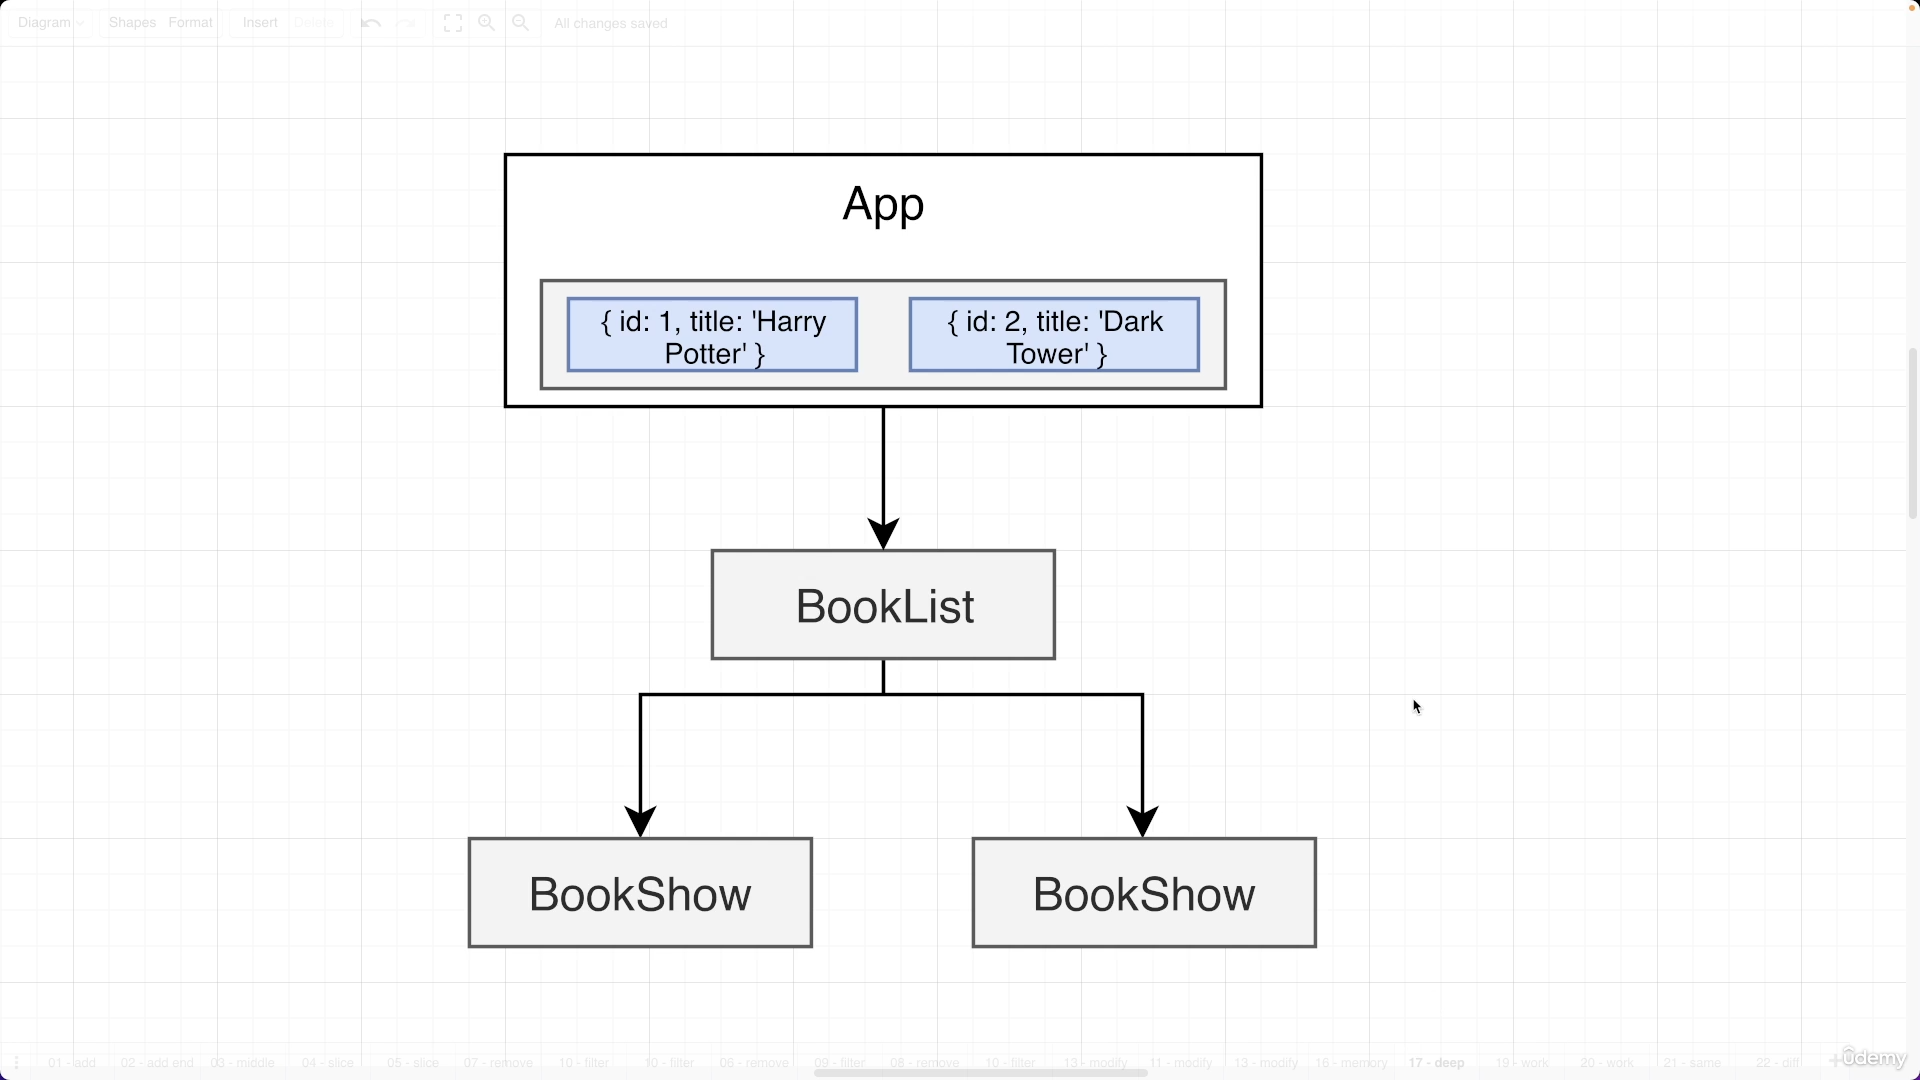 Diagram Shapes Format Insert Delete All changes saved
App
{ id: 1, title: 'Harry
Potter' }
{ id: 2, title: 'Dark
Tower' }
BookList
BookShow
BookShow
01 - add 02 - add end 03 - middle 04 - slice 05 - slice 07 - remove 10 - filter 10 - filter 06 - remove 09 - filter 08 - remove 10 - filter 13 - modify 11 - modify 13 - modify 16 - memory 17 - deep 19 - work 20 - work 21 - same 22 - diff
ûdemy